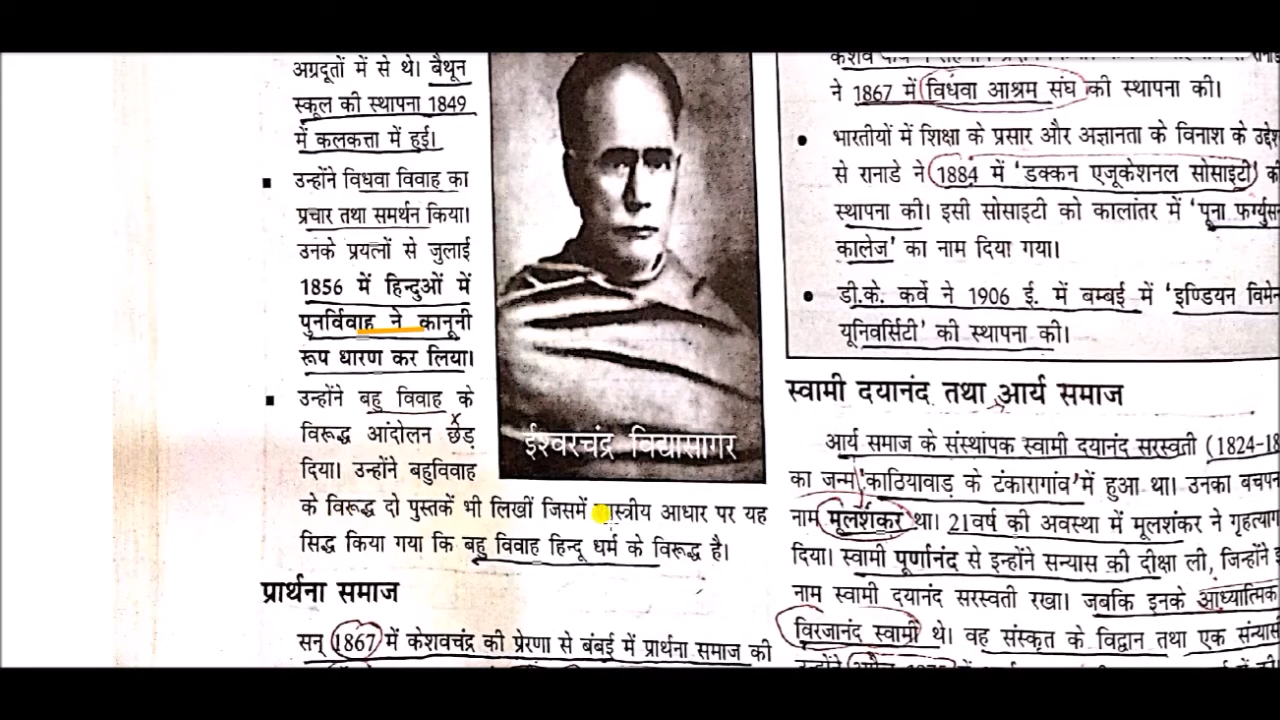 अग्रदूतों में से थे। बैथून
स्कूल की स्थापना 1849
में कलकत्ता में हुई।
▪ उन्होंने विधवा विवाह का
प्रचार तथा समर्थन किया।
उनके प्रयत्नों से जुलाई
1856 में हिन्दुओं में
पुनर्विवाह ने कानूनी
रूप धारण कर लिया।
▪ उन्होंने बहु विवाह के
विरूद्ध आंदोलन छेड़
दिया। उन्होंने बहुविवाह
के विरूद्ध दो पुस्तकें भी लिखीं जिसमें आधार पर यह
सिद्ध किया गया कि बहु विवाह हिन्दू धर्म के विरूद्ध है।
ईश्वरचंद्र विद्यासागर
प्रार्थना समाज
सन् 1867 में केशवचंद्र की प्रेरणा से बंबई में प्रार्थना समाज की
ने 1867 में विधवा आश्रम संघ की स्थापना की।
• भारतीयों में शिक्षा के प्रसार और अज्ञानता के विनाश के
से रानाडे ने 1884 में 'डक्कन एजूकेशनल सोसाइटी'
स्थापना की। इसी सोसाइटी को कालांतर में 'पूना
कालेज' का नाम दिया गया।
• डी.के. कर्वे ने 1906 ई. में बम्बई में 'इण्डियन
यूनिवर्सिटी' की स्थापना की।
स्वामी दयानंद तथा आर्य समाज
आर्य समाज के संस्थापक स्वामी दयानंद सरस्वती (1824-18
का जन्म 'काठियावाड़ के टंकारागांव' में हुआ था। उनका
नाम मूलशंकर था। 21वर्ष की अवस्था में मूलशंकर ने
दिया। स्वामी पूर्णानंद से इन्होंने सन्यास की दीक्षा ली, जिन्होंने
नाम स्वामी दयानंद सरस्वती रखा। जबकि इनके आध्यात्मिक
विरजानंद स्वामी थे। वह संस्कृत के विद्वान तथा एक